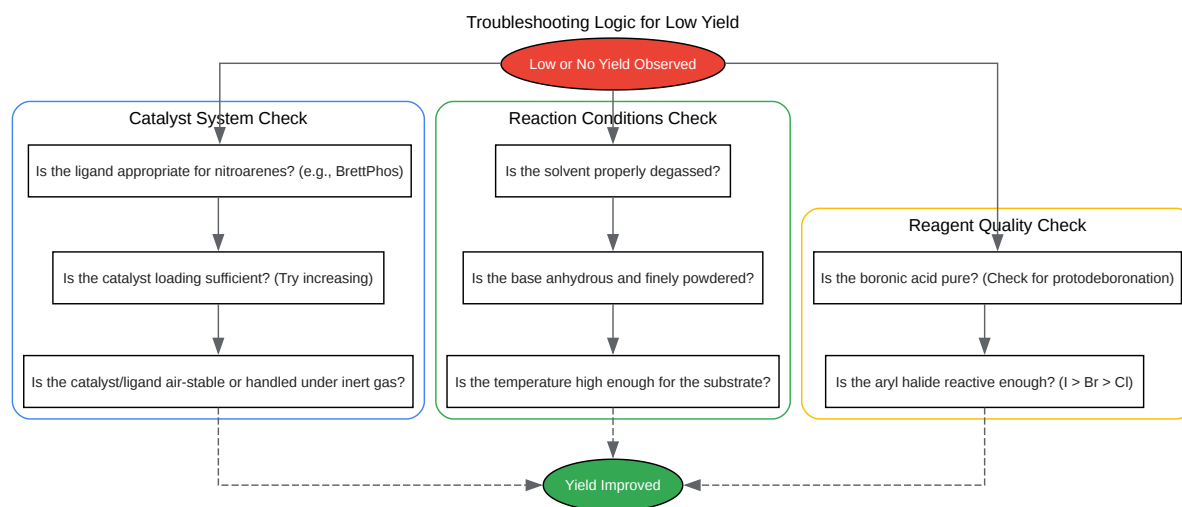 Troubleshooting Logic for Low Yield
Low or No Yield Observed
Catalyst System Check
Is the ligand appropriate for nitroarenes? (e.g., BrettPhos)
Is the catalyst loading sufficient? (Try increasing)
Is the catalyst/ligand air-stable or handled under inert gas?
Reaction Conditions Check
Is the solvent properly degassed?
Is the base anhydrous and finely powdered?
Is the temperature high enough for the substrate?
Reagent Quality Check
Is the boronic acid pure? (Check for protodeboronation)
Is the aryl halide reactive enough? (I > Br > Cl)
Yield Improved